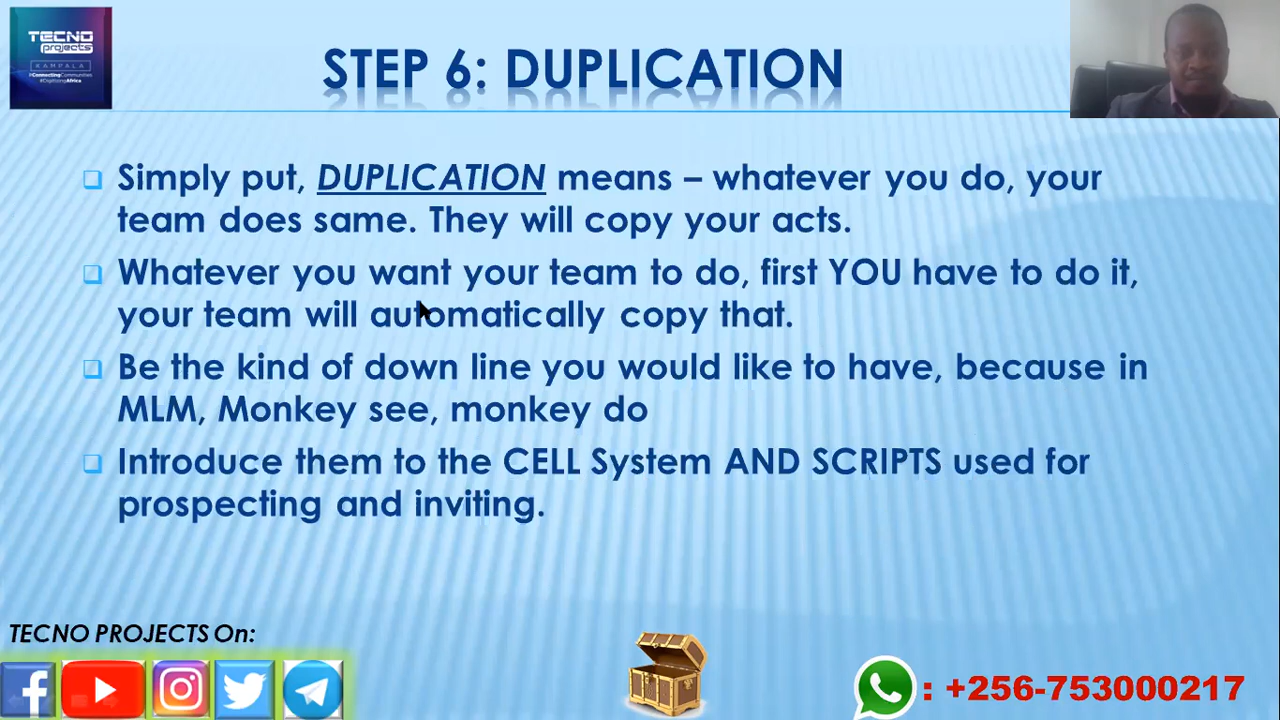 TECNO
projects
KAMPALA
#ConnectingCommunities
#DigitizingAfrica
STEP 6: DUPLICATION
Simply put, DUPLICATION means – whatever you do, your
team does same. They will copy your acts.
Whatever you want your team to do, first YOU have to do it,
your team will automatically copy that.
Be the kind of down line you would like to have, because in
MLM, Monkey see, monkey do
Introduce them to the CELL System AND SCRIPTS used for
prospecting and inviting.
TECNO PROJECTS On:
: +256-753000217